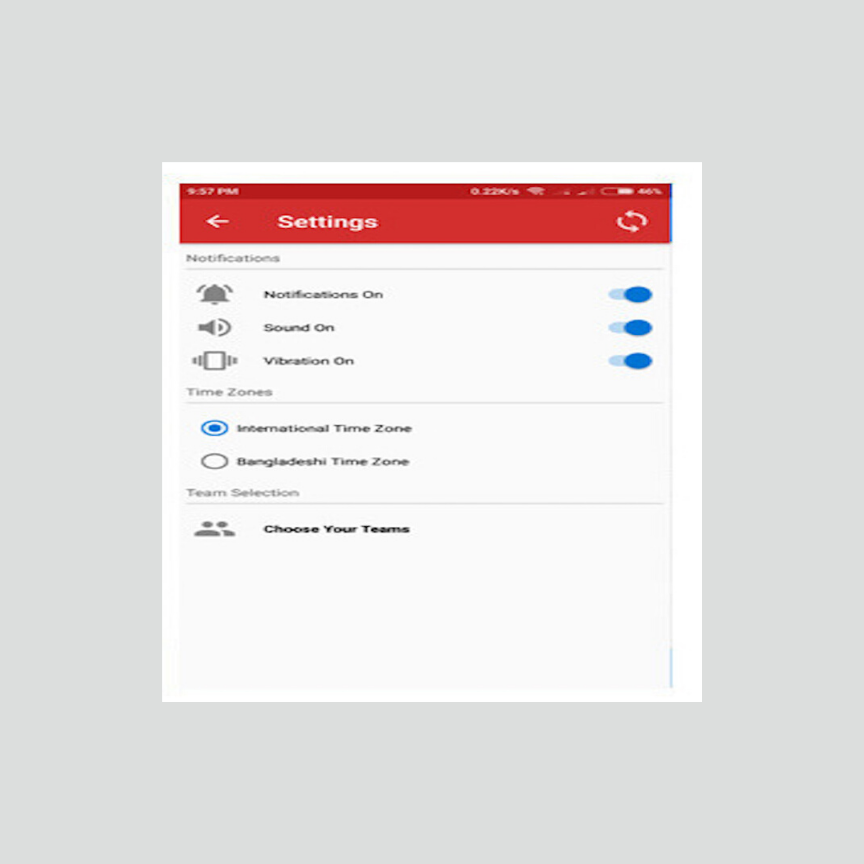 9:57 PM 0.22K/s 46%
Settings
Notifications
Notifications On
Sound On
Vibration On
Time Zones
International Time Zone
Bangladeshi Time Zone
Team Selection
Choose Your Teams